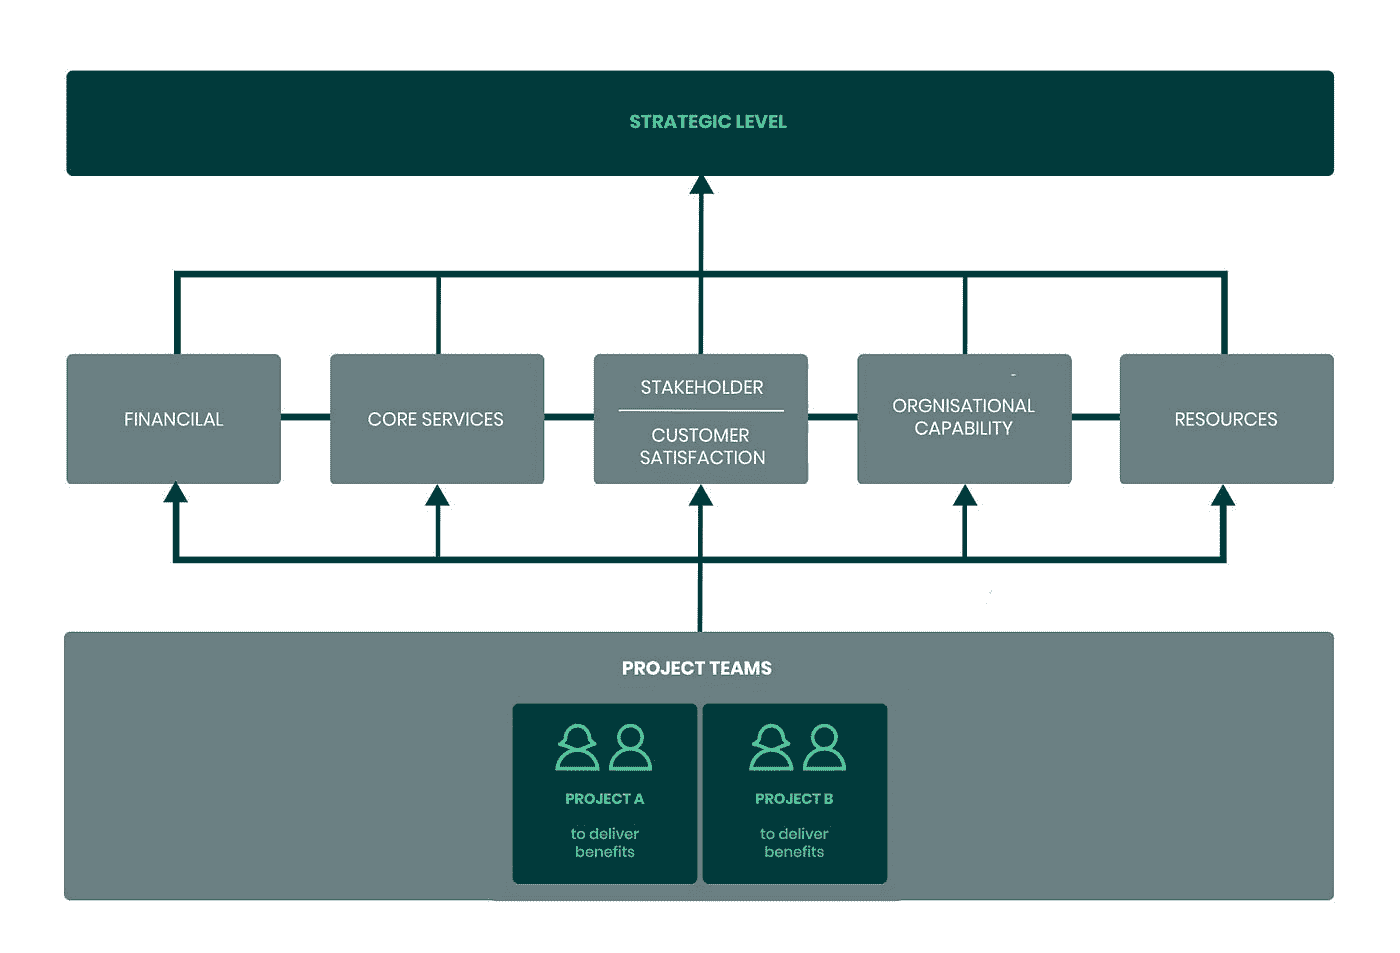 STRATEGIC LEVEL
FINANCILAL
CORE SERVICES
STAKEHOLDER
CUSTOMER
SATISFACTION
ORGNISATIONAL
CAPABILITY
RESOURCES
PROJECT TEAMS
PROJECT A
to deliver
benefits
PROJECT B
to deliver
benefits